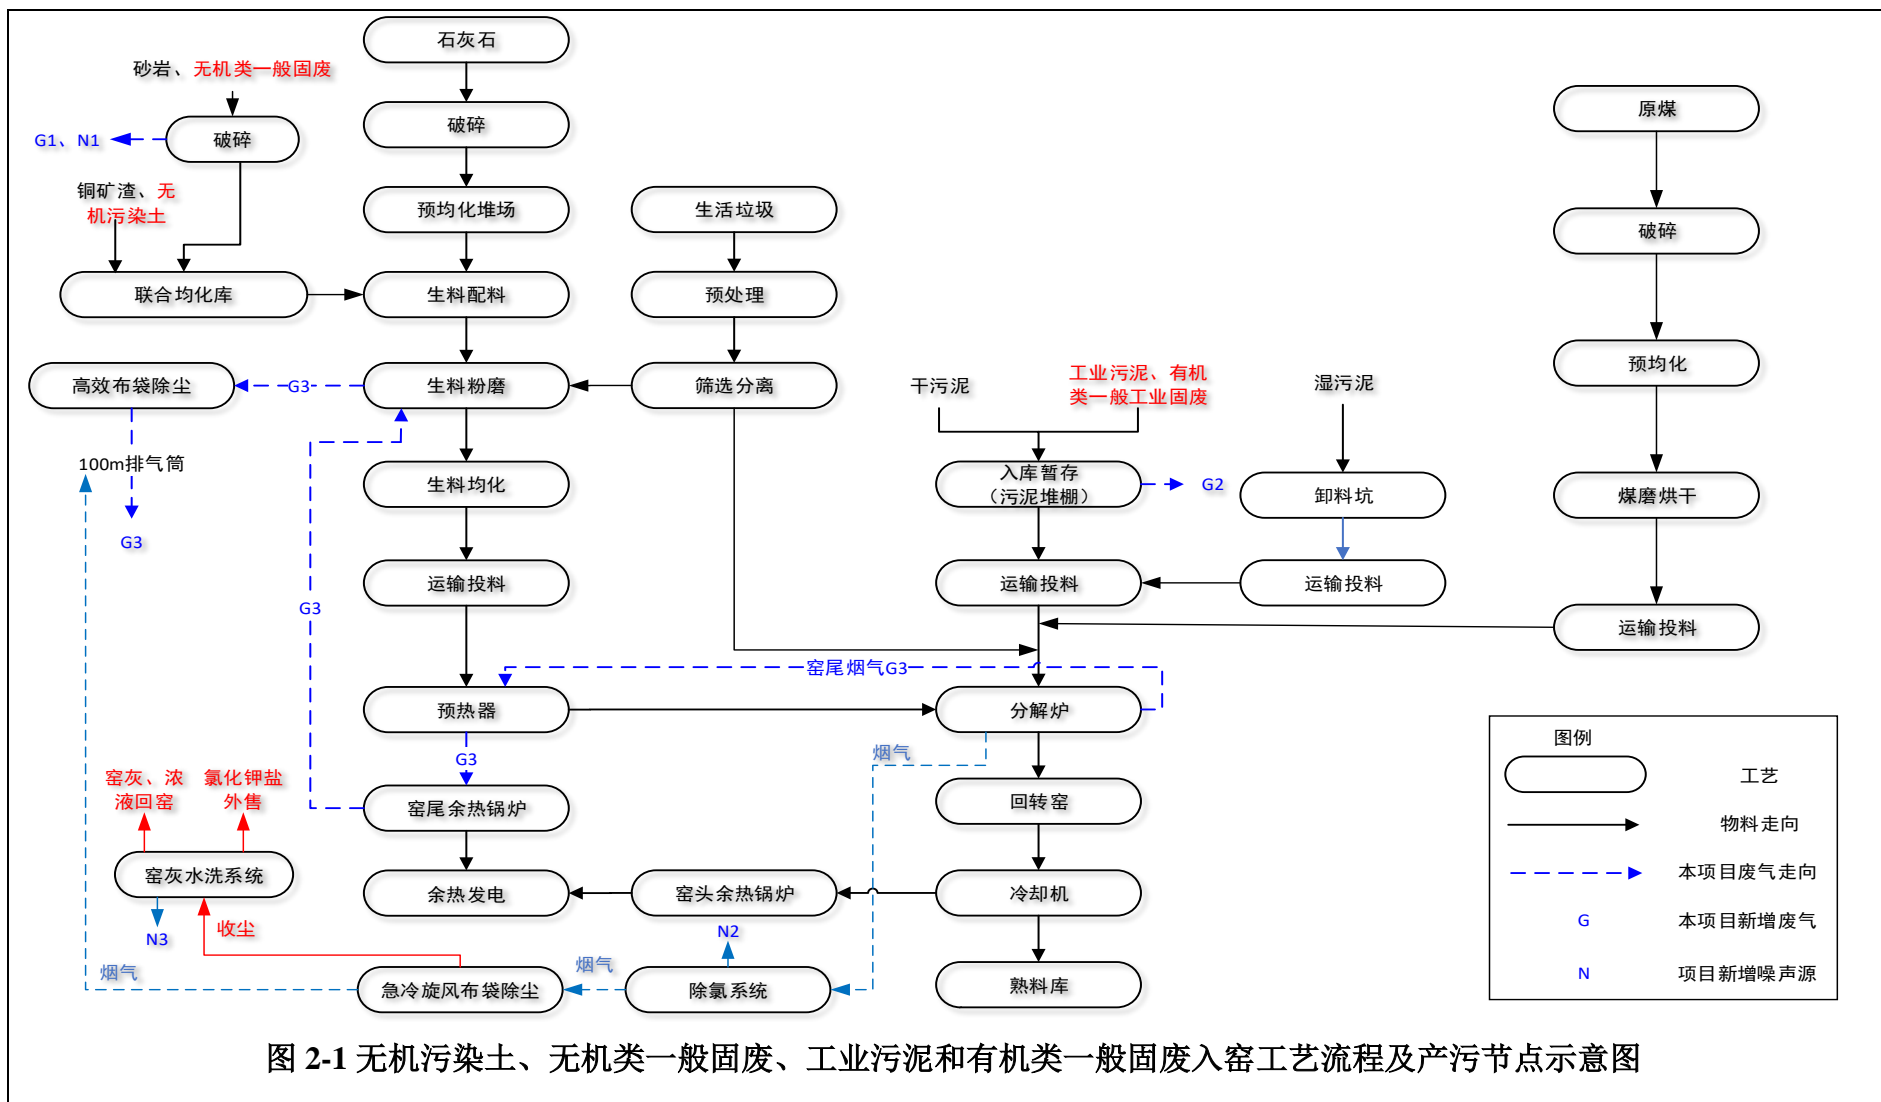 石灰石
砂岩、无机类一般固废
破碎
原煤
G1、N1
破碎
铜矿渣、无
机污染土
预均化堆场
生活垃圾
破碎
联合均化库
生料配料
预处理
预均化
高效布袋除尘
G3
生料粉磨
筛选分离
干污泥
工业污泥、有机
类一般工业固废
湿污泥
100m排气筒
生料均化
入库暂存
（污泥堆棚）
G2
卸料坑
煤磨烘干
G3
运输投料
运输投料
运输投料
G3
运输投料
窑尾烟气G3
预热器
分解炉
图例
烟气
G3
工艺
窑灰、浓
液回窑
氯化钾盐
外售
窑尾余热锅炉
回转窑
物料走向
窑灰水洗系统
余热发电
窑头余热锅炉
冷却机
本项目废气走向
收尘
N3
N2
G
本项目新增废气
烟气
烟气
急冷旋风布袋除尘
除氯系统
熟料库
N
项目新增噪声源
图 2-1 无机污染土、无机类一般固废、工业污泥和有机类一般固废入窑工艺流程及产污节点示意图